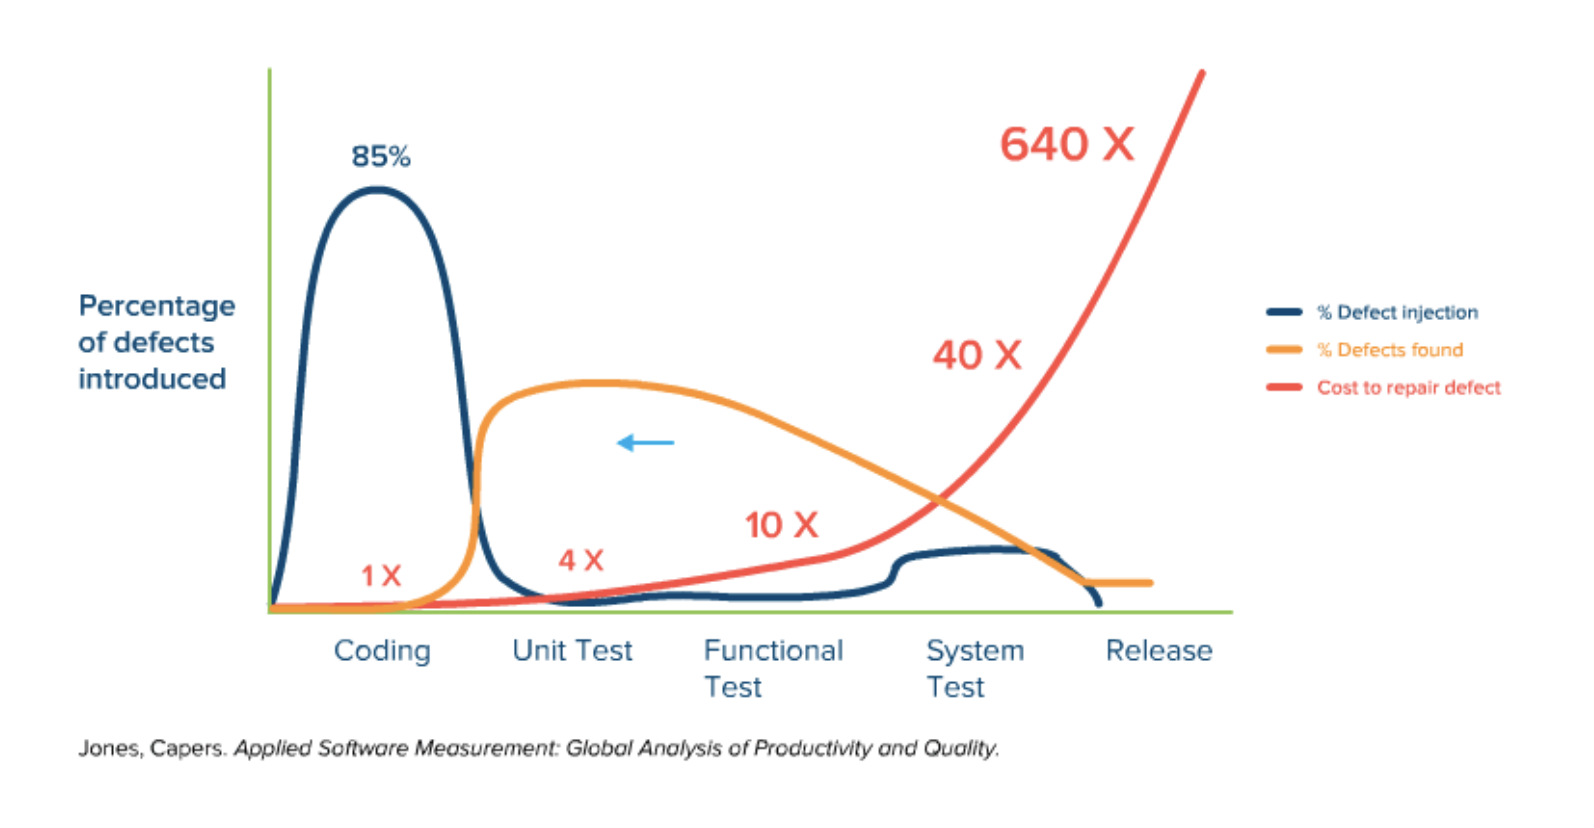 85%
640 X
Percentage
of defects
introduced
% Defect injection
% Defects found
40 X
Cost to repair defect
10 X
4 X
1 X
Coding
Unit Test
Functional
Test
System
Test
Release
Jones, Capers. Applied Software Measurement: Global Analysis of Productivity and Quality.